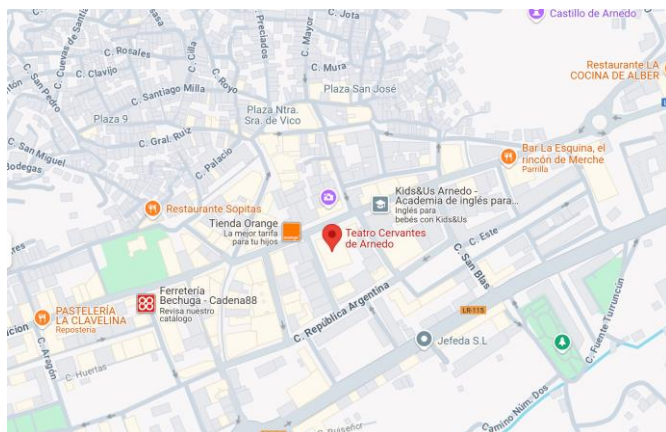 C. Jota
Castillo de Arnedo
C. Mayor
C. Preciados
C. Cuevas de Santi
C. Rosales
C. Cilla
C. Mura
Restaurante LA
COCINA DE ALBER
C. Clavijo
C. Royo
C. San Pedro
C. Santiago Milla
Plaza San José
Plaza 9
Plaza Ntra.
Sra. de Vico
C. Gral. Ruiz
C. Palacio
C. San Miguel
Bodegas
Bar La Esquina, el
rincón de Merche
Parrilla
Kids&Us Arnedo -
Academia de inglés para...
Inglés para
bebés con Kids&Us
Restaurante Sopitas
Tienda Orange
La mejor tarifa
para tu hijos
Teatro Cervantes
de Arnedo
C. Este
C. San Blas
Ferretería
Bechuga - Cadena88
Revisa nuestro
catálogo
PASTELERÍA
LA CLAVELINA
Repostería
cion
C. República Argentina
LR-115
Jefeda S.L
C. Fuente Turruncún
C. Aragón
C. Huertas
Camino Núm. Dos